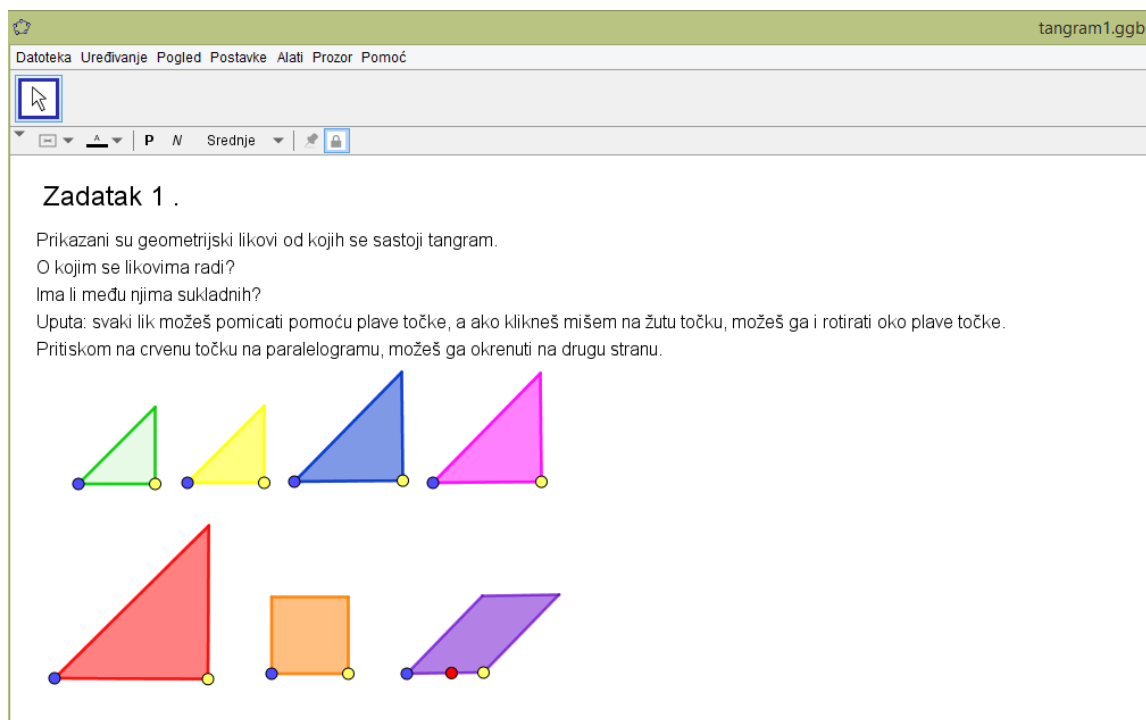 tangram1.ggb
Datoteka Uređivanje Pogled Postavke Alati Prozor Pomoć
A P N Srednje
Zadatak 1 .
Prikazani su geometrijski likovi od kojih se sastoji tangram.
O kojim se likovima radi?
Ima li među njima sukladnih?
Uputa: svaki lik možeš pomicati pomoću plave točke, a ako klikneš mišem na žutu točku, možeš ga i rotirati oko plave točke.
Pritiskom na crvenu točku na paralelogramu, možeš ga okrenuti na drugu stranu.